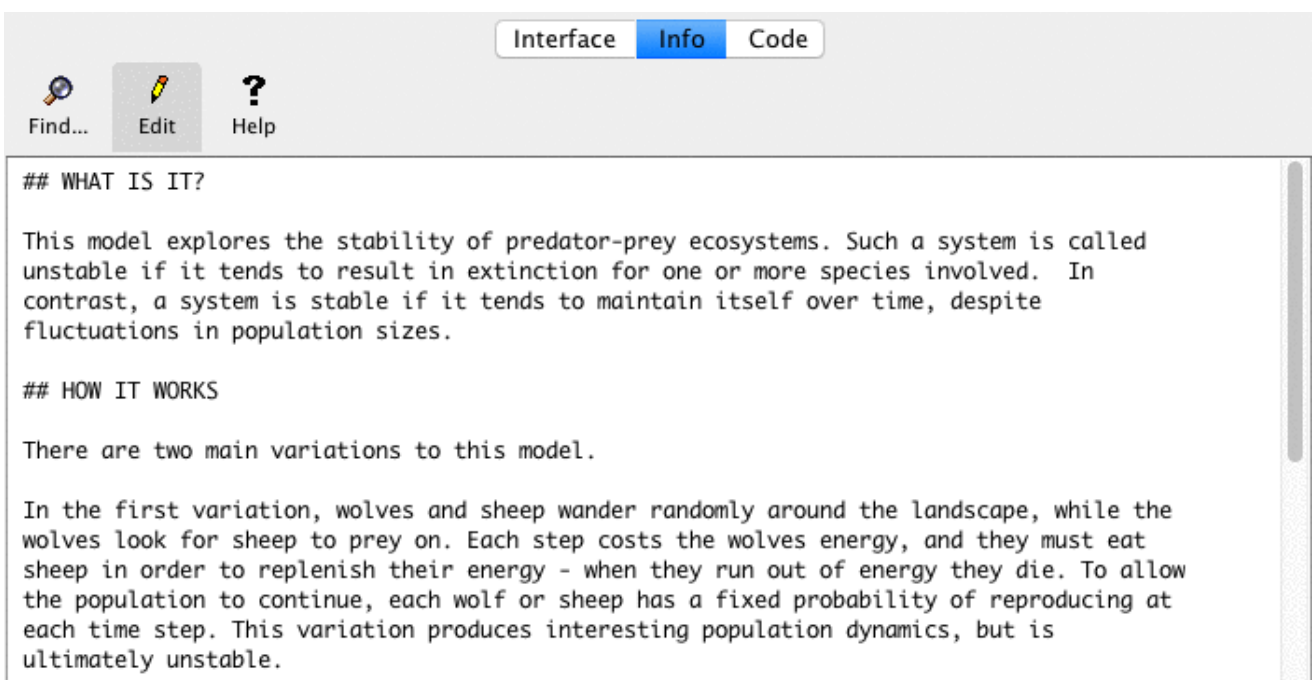 Interface Info Code
Find... Edit Help
## WHAT IS IT?
This model explores the stability of predator-prey ecosystems. Such a system is called
unstable if it tends to result in extinction for one or more species involved.  In
contrast, a system is stable if it tends to maintain itself over time, despite
fluctuations in population sizes.
## HOW IT WORKS
There are two main variations to this model.
In the first variation, wolves and sheep wander randomly around the landscape, while the
wolves look for sheep to prey on. Each step costs the wolves energy, and they must eat
sheep in order to replenish their energy - when they run out of energy they die. To allow
the population to continue, each wolf or sheep has a fixed probability of reproducing at
each time step. This variation produces interesting population dynamics, but is
ultimately unstable.